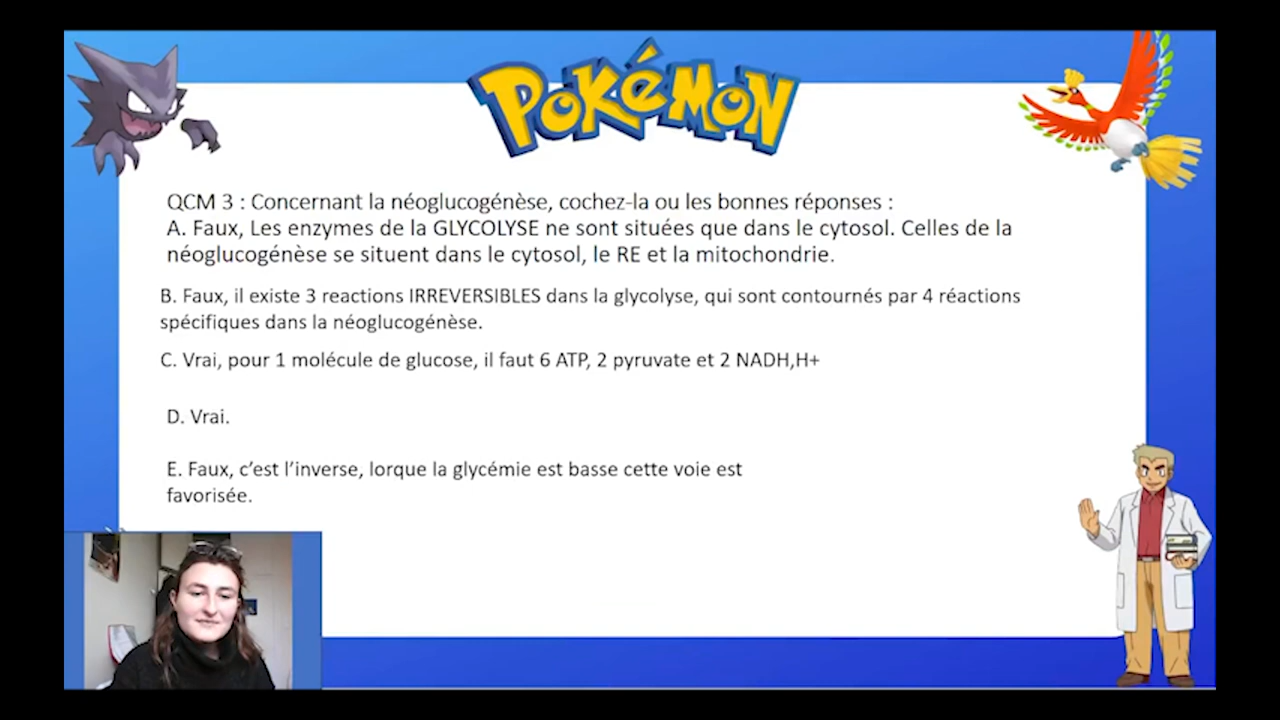 POKéMON
QCM 3 : Concernant la néoglucogénèse, cochez-la ou les bonnes réponses :
A. Faux, Les enzymes de la GLYCOLYSE ne sont situées que dans le cytosol. Celles de la
néoglucogénèse se situent dans le cytosol, le RE et la mitochondrie.
B. Faux, il existe 3 reactions IRREVERSIBLES dans la glycolyse, qui sont contournés par 4 réactions
spécifiques dans la néoglucogénèse.
C. Vrai, pour 1 molécule de glucose, il faut 6 ATP, 2 pyruvate et 2 NADH,H+
D. Vrai.
E. Faux, c’est l’inverse, lorque la glycémie est basse cette voie est
favorisée.